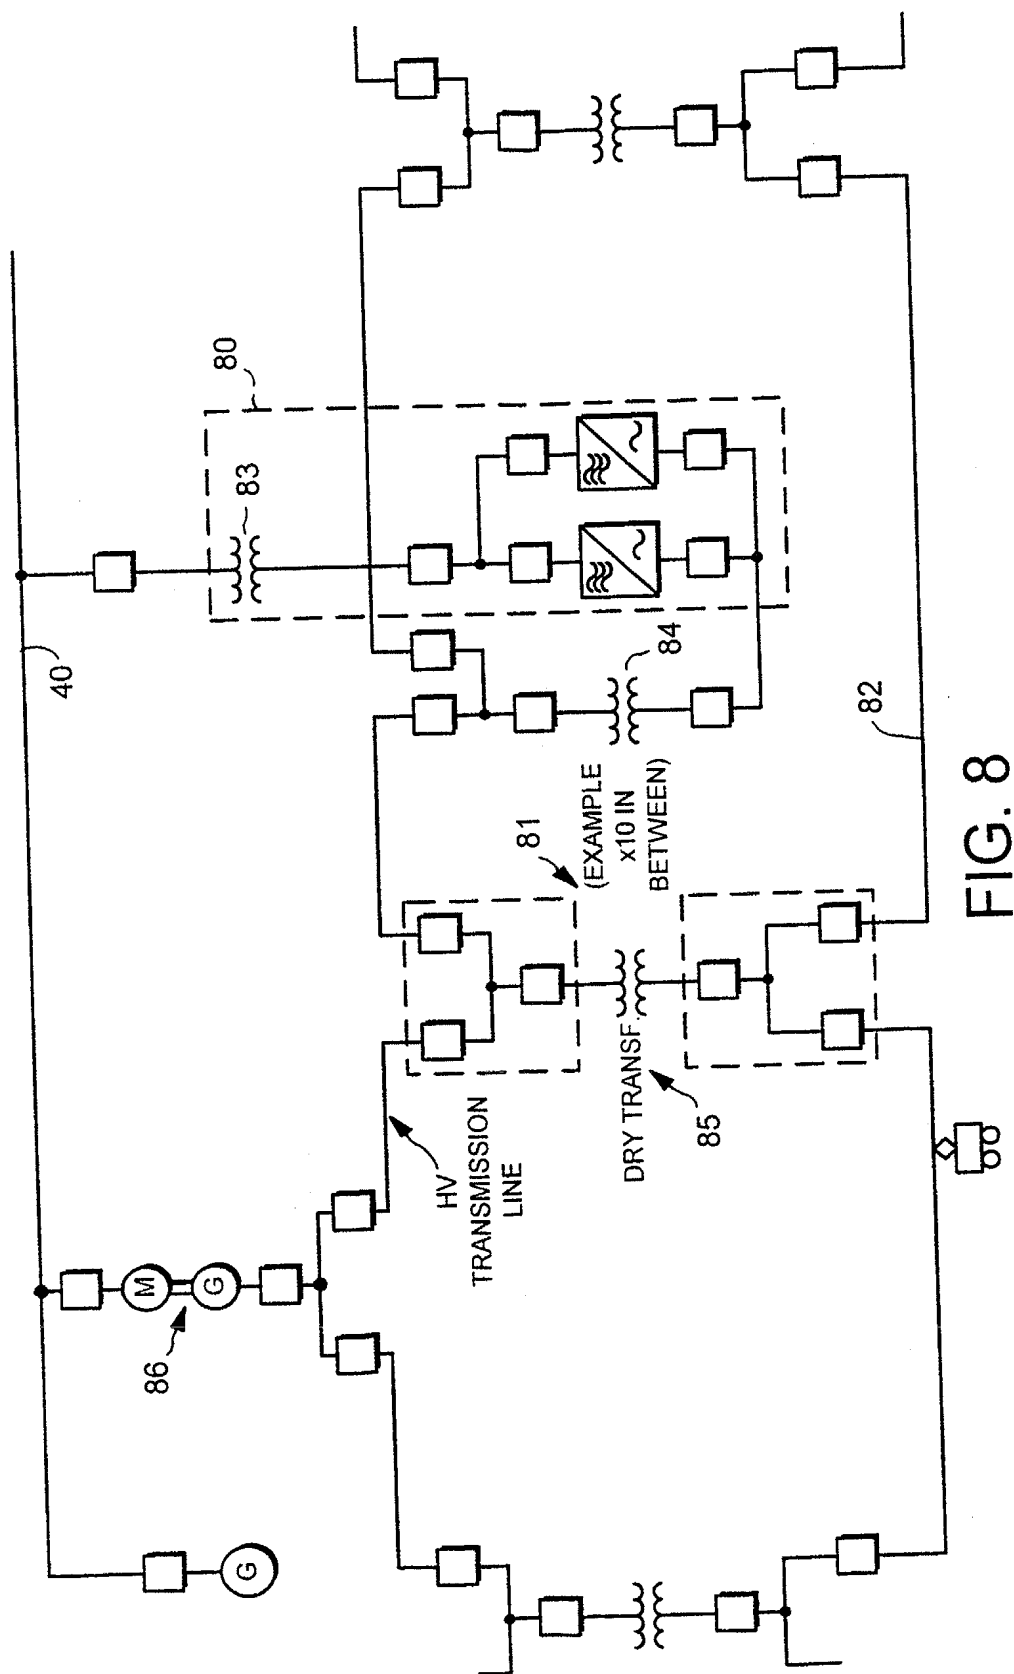 40
G
86
M
G
HV
TRANSMISSION
LINE
81
(EXAMPLE
x10 IN
BETWEEN)
DRY TRANSF.
85
83
80
84
82
FIG. 8